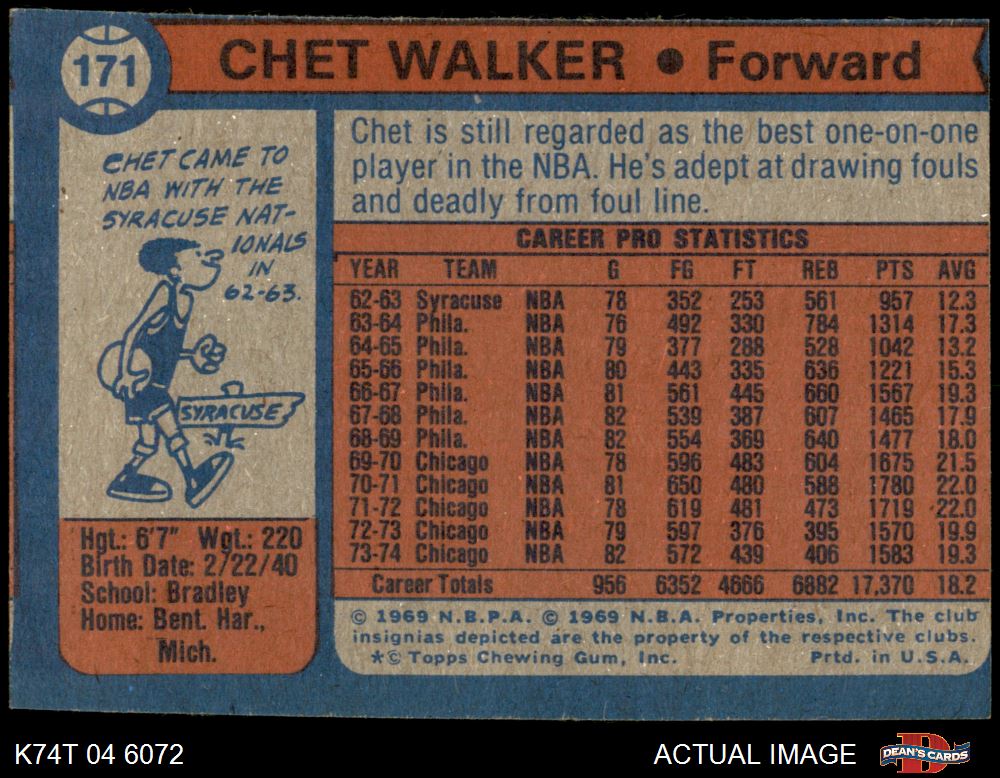 171
CHET WALKER ● Forward
CHET CAME TO
NBA WITH THE
SYRACUSE NAT-
IONALS
IN
62-63.
SYRACUSE
Hgt.: 6'7" Wgt.: 220
Birth Date: 2/22/40
School: Bradley
Home: Bent. Har.,
Mich.
Chet is still regarded as the best one-on-one
player in the NBA. He's adept at drawing fouls
and deadly from foul line.
CAREER PRO STATISTICS
YEAR TEAM G FG FT REB PTS AVG
62-63 Syracuse NBA 78 352 253 561 957 12.3
63-64 Phila. NBA 76 492 330 784 1314 17.3
64-65 Phila. NBA 79 377 288 528 1042 13.2
65-66 Phila. NBA 80 443 335 636 1221 15.3
66-67 Phila. NBA 81 561 445 660 1567 19.3
67-68 Phila. NBA 82 539 387 607 1465 17.9
68-69 Phila. NBA 82 554 369 640 1477 18.0
69-70 Chicago NBA 78 596 483 604 1675 21.5
70-71 Chicago NBA 81 650 480 588 1780 22.0
71-72 Chicago NBA 78 619 481 473 1719 22.0
72-73 Chicago NBA 79 597 376 395 1570 19.9
73-74 Chicago NBA 82 572 439 406 1583 19.3
Career Totals 956 6352 4666 6882 17,370 18.2
© 1969 N.B.P.A. © 1969 N.B.A. Properties, Inc. The club
insignias depicted are the property of the respective clubs.
*© Topps Chewing Gum, Inc. Prtd. in U.S.A.
K74T 04 6072
ACTUAL IMAGE
D
DEAN'S CARDS